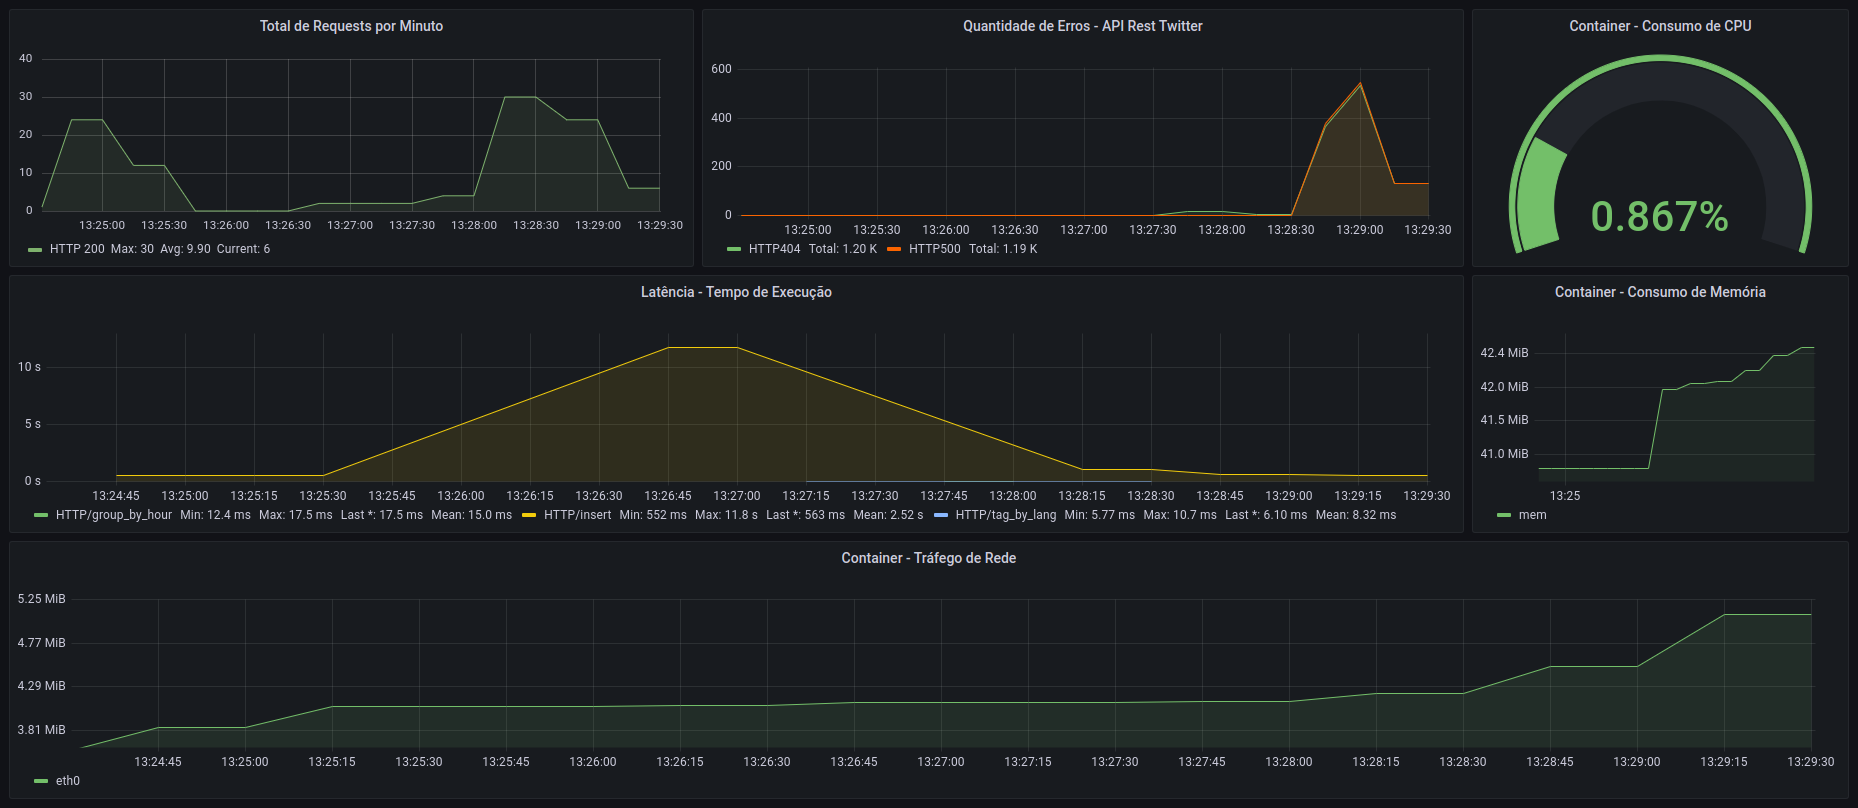 Total de Requests por Minuto
40
30
20
10
0
13:25:00 13:25:30 13:26:00 13:26:30 13:27:00 13:27:30 13:28:00 13:28:30 13:29:00 13:29:30
HTTP 200 Max: 30 Avg: 9.90 Current: 6
Quantidade de Erros - API Rest Twitter
600
400
200
0
13:25:00 13:25:30 13:26:00 13:26:30 13:27:00 13:27:30 13:28:00 13:28:30 13:29:00 13:29:30
HTTP404 Total: 1.20 K HTTP500 Total: 1.19 K
Container - Consumo de CPU
0.867%
Latência - Tempo de Execução
10 s
5 s
0 s
13:24:45 13:25:00 13:25:15 13:25:30 13:25:45 13:26:00 13:26:15 13:26:30 13:26:45 13:27:00 13:27:15 13:27:30 13:27:45 13:28:00 13:28:15 13:28:30 13:28:45 13:29:00 13:29:15 13:29:30
HTTP/group_by_hour Min: 12.4 ms Max: 17.5 ms Last *: 17.5 ms Mean: 15.0 ms HTTP/insert Min: 552 ms Max: 11.8 s Last *: 563 ms Mean: 2.52 s HTTP/tag_by_lang Min: 5.77 ms Max: 10.7 ms Last *: 6.10 ms Mean: 8.32 ms
Container - Consumo de Memória
42.4 MiB
42.0 MiB
41.5 MiB
41.0 MiB
13:25
mem
Container - Tráfego de Rede
5.25 MiB
4.77 MiB
4.29 MiB
3.81 MiB
13:24:45 13:25:00 13:25:15 13:25:30 13:25:45 13:26:00 13:26:15 13:26:30 13:26:45 13:27:00 13:27:15 13:27:30 13:27:45 13:28:00 13:28:15 13:28:30 13:28:45 13:29:00 13:29:15 13:29:30
eth0